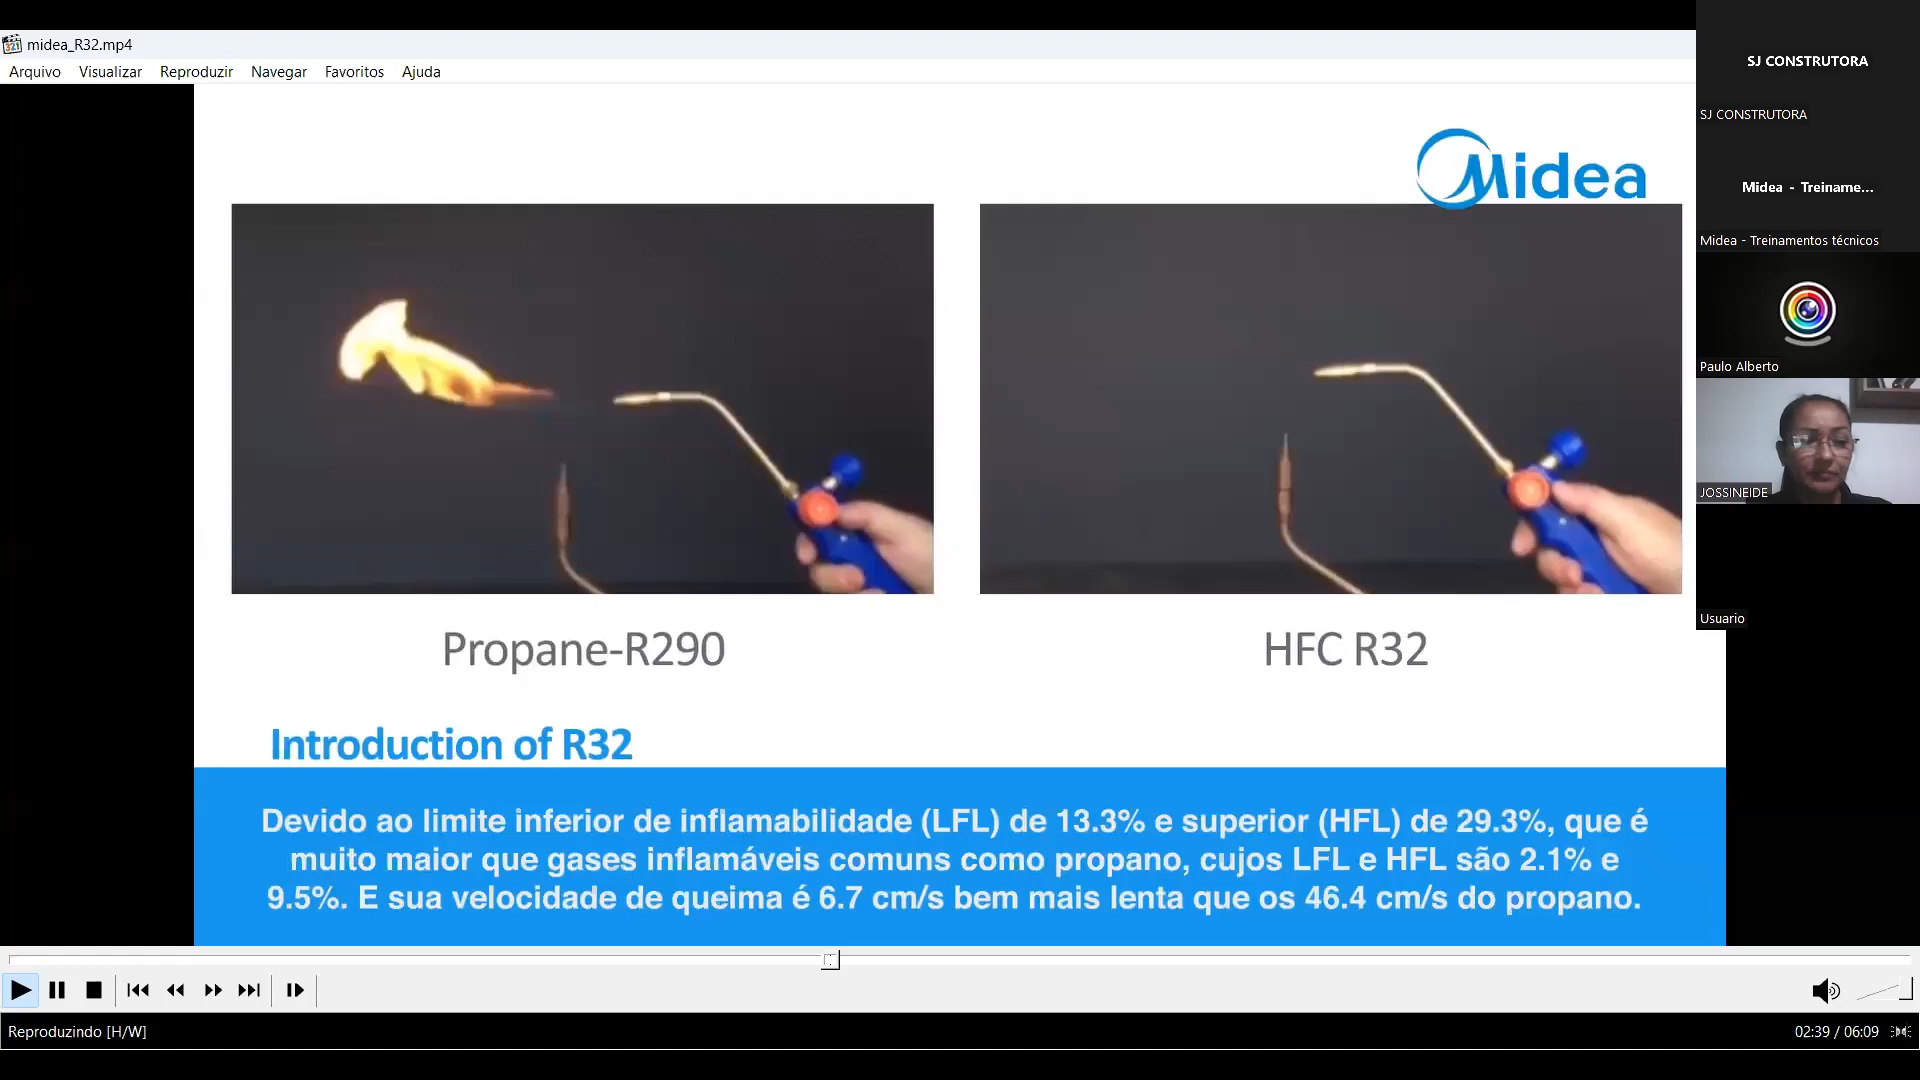 midea_R32.mp4
Arquivo Visualizar Reproduzir Navegar Favoritos Ajuda
SJ CONSTRUTORA
SJ CONSTRUTORA
Midea
Midea - Treiname...
Midea - Treinamentos técnicos
Paulo Alberto
JOSSINEIDE
Usuario
Propane-R290
HFC R32
Introduction of R32
Devido ao limite inferior de inflamabilidade (LFL) de 13.3% e superior (HFL) de 29.3%, que é
muito maior que gases inflamáveis comuns como propano, cujos LFL e HFL são 2.1% e
9.5%. E sua velocidade de queima é 6.7 cm/s bem mais lenta que os 46.4 cm/s do propano.
Reproduzindo [H/W]
02:39 / 06:09